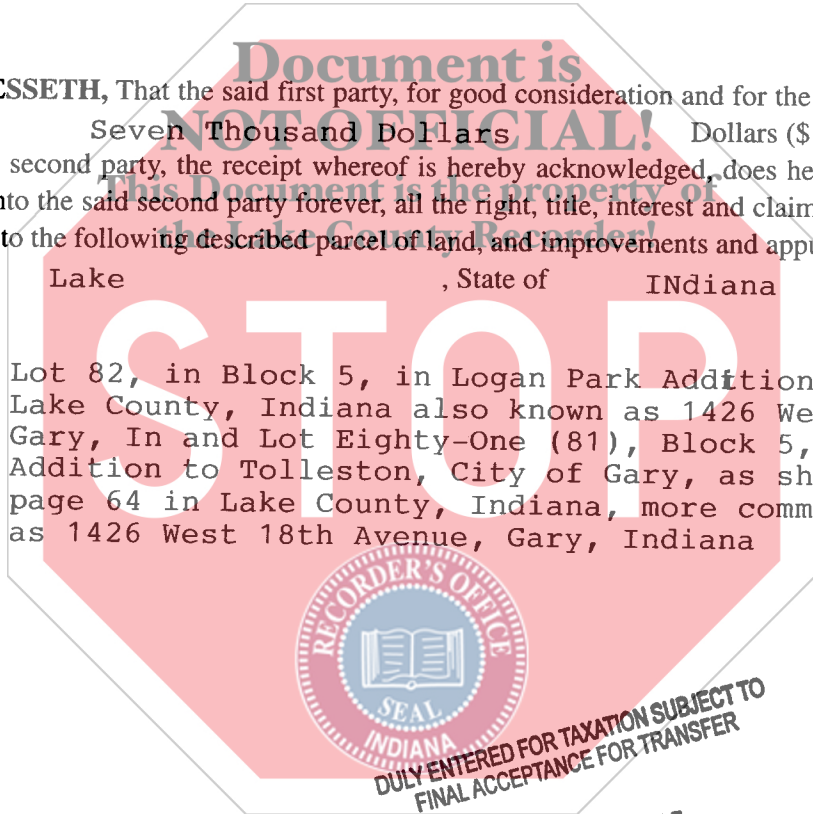 Document is
ESSETH, That the said first party, for good consideration and for the
NOT OFFICIAL!
Seven Thousand Dollars Dollars ($
second party, the receipt whereof is hereby acknowledged, does he
This Document is the property of
nto the said second party forever, all the right, title, interest and claim
the Lake County Recorder!
to the following described parcel of land, and improvements and appu
Lake , State of INdiana
STOP
Lot 82, in Block 5, in Logan Park Addttion
Lake County, Indiana also known as 1426 We
Gary, In and Lot Eighty-One (81), Block 5,
Addition to Tolleston, City of Gary, as sh
page 64 in Lake County, Indiana, more comm
as 1426 West 18th Avenue, Gary, Indiana
RECORDER'S OFFICE
SEAL
INDIANA
DULY ENTERED FOR TAXATION SUBJECT TO
FINAL ACCEPTANCE FOR TRANSFER